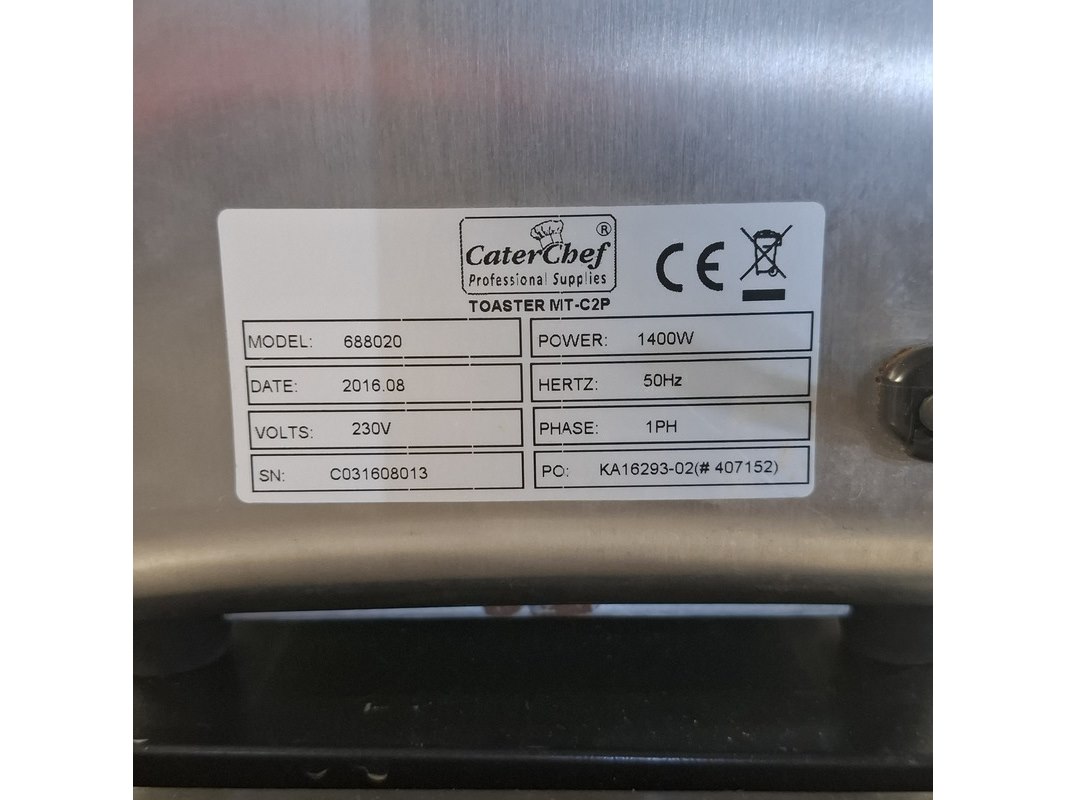 CaterChef ®
Professional Supplies
CE
TOASTER MT-C2P
MODEL: 688020
POWER: 1400W
DATE: 2016.08
HERTZ: 50Hz
VOLTS: 230V
PHASE: 1PH
SN: C031608013
PO: KA16293-02(# 407152)